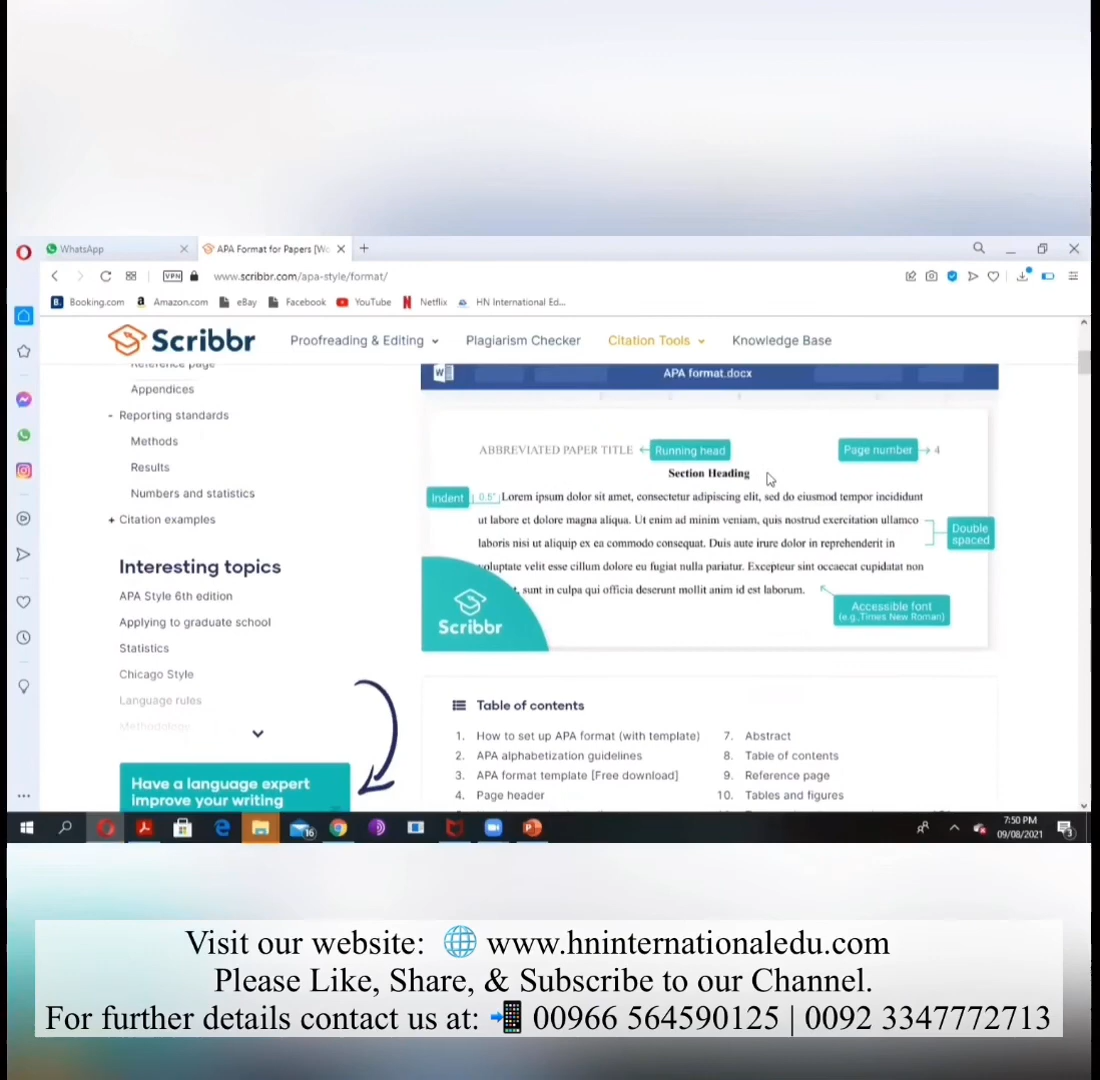 WhatsApp
APA Format for Papers [Wo
VPN
www.scribbr.com/apa-style/format/
B. Booking.com
a Amazon.com
eBay
Facebook
YouTube
N Netflix
HN International Ed...
Scribbr
Proofreading & Editing
Plagiarism Checker
Citation Tools
Knowledge Base
Reference page
Appendices
- Reporting standards
Methods
Results
Numbers and statistics
+ Citation examples
Interesting topics
APA Style 6th edition
Applying to graduate school
Statistics
Chicago Style
Language rules
Methodology
Have a language expert
improve your writing
W
APA format.docx
ABBREVIATED PAPER TITLE
Running head
Page number
4
Section Heading
Indent
0.5"
Lorem ipsum dolor sit amet, consectetur adipiscing elit, sed do eiusmod tempor incididunt
ut labore et dolore magna aliqua. Ut enim ad minim veniam, quis nostrud exercitation ullamco
laboris nisi ut aliquip ex ea commodo consequat. Duis aute irure dolor in reprehenderit in
voluptate velit esse cillum dolore eu fugiat nulla pariatur. Excepteur sint occaecat cupidatat non
, sunt in culpa qui officia deserunt mollit anim id est laborum.
Double
spaced
Accessible font
(e.g.,Times New Roman)
Scribbr
Table of contents
1. How to set up APA format (with template)
2. APA alphabetization guidelines
3. APA format template [Free download]
4. Page header
7. Abstract
8. Table of contents
9. Reference page
10. Tables and figures
16
7:50 PM
09/08/2021
3
Visit our website: 🌐 www.hninternationaledu.com
Please Like, Share, & Subscribe to our Channel.
For further details contact us at: 📲 00966 564590125 | 0092 3347772713